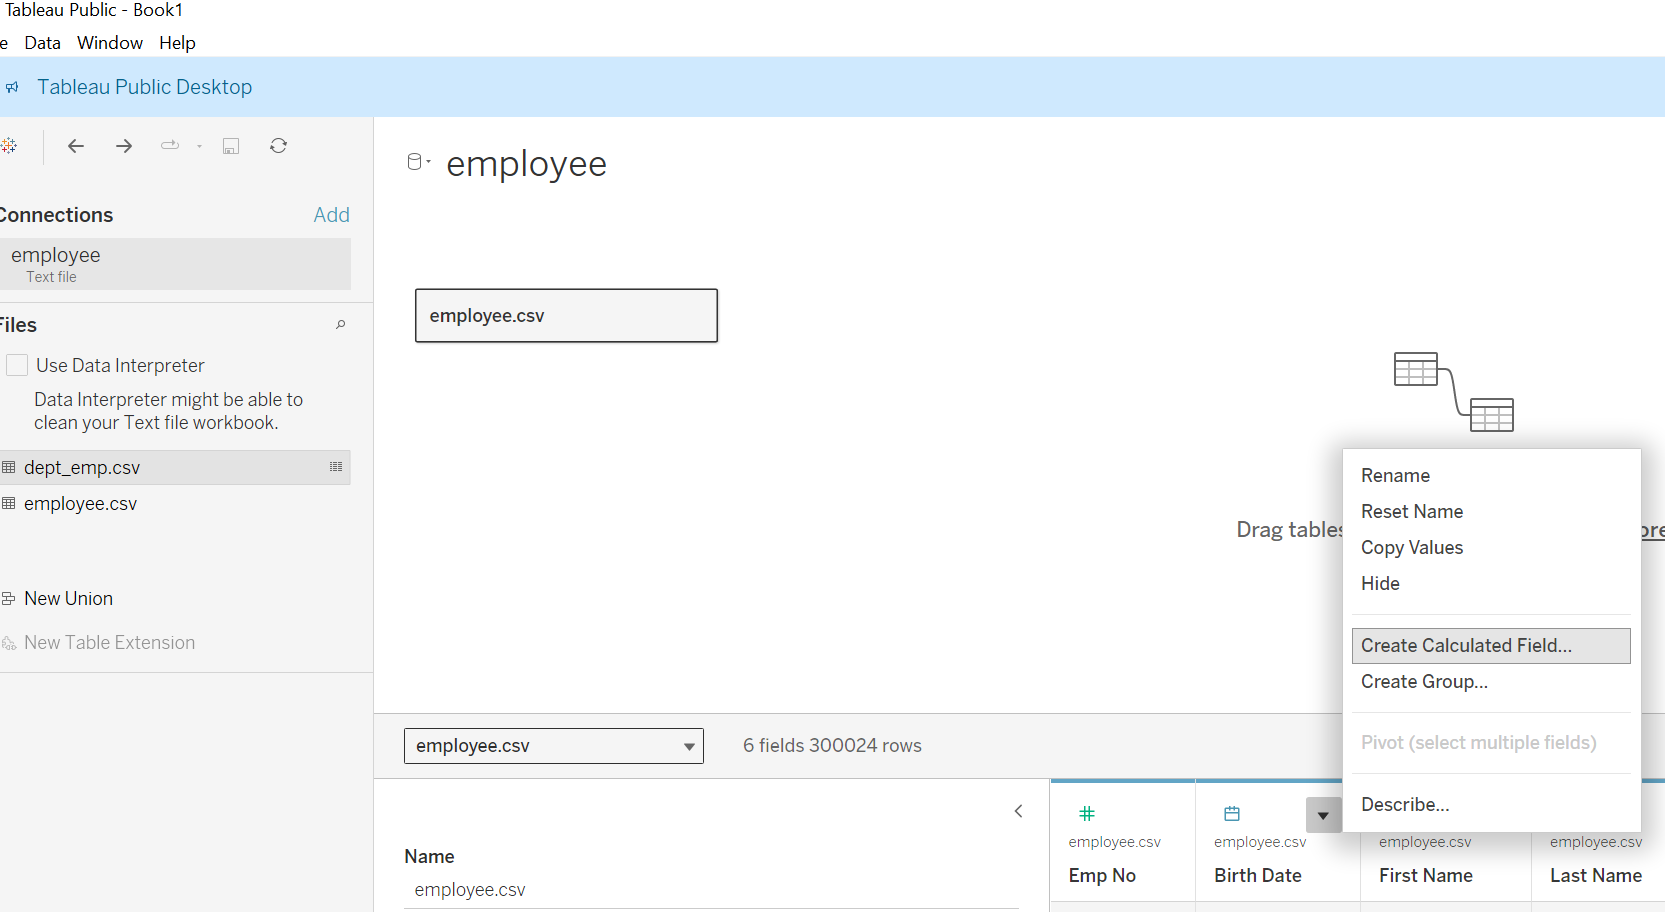 Tableau Public - Book1
e Data Window Help
Tableau Public Desktop
employee
Connections Add
employee
Text file
employee.csv
Files
Use Data Interpreter
Data Interpreter might be able to
clean your Text file workbook.
dept_emp.csv
employee.csv
Rename
Reset Name
Drag tables ore
Copy Values
Hide
New Union
Create Calculated Field...
New Table Extension
Create Group...
employee.csv 6 fields 300024 rows
Pivot (select multiple fields)
Describe...
employee.csv employee.csv employee.csv employee.csv
Name
Emp No Birth Date First Name Last Name
employee.csv